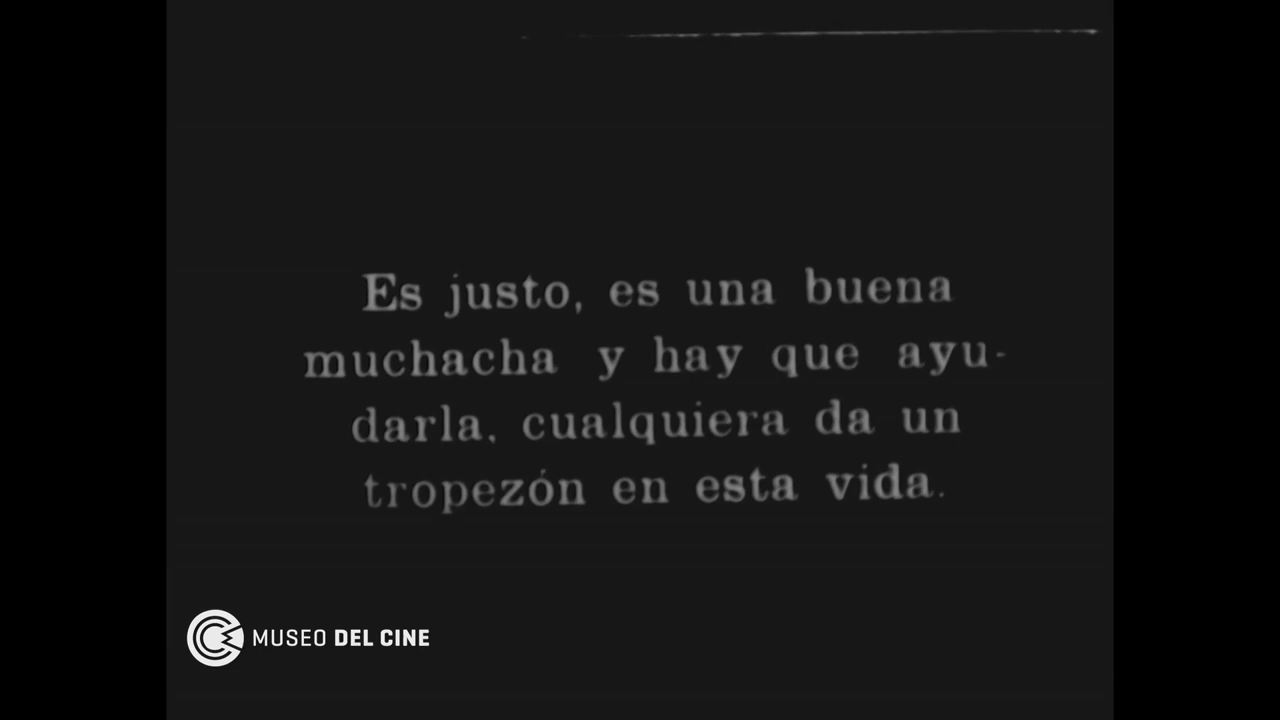 Es justo, es una buena
muchacha y hay que ayu-
darla, cualquiera da un
tropezón en esta vida.
MUSEO DEL CINE